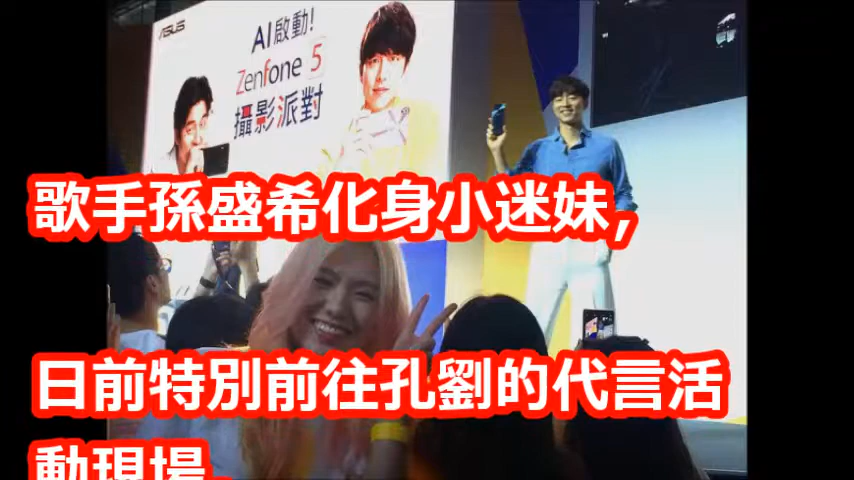 ASUS
AI啟動!
Zenfone 5
攝影派對
歌手孫盛希化身小迷妹,
日前特別前往孔劉的代言活
動現場